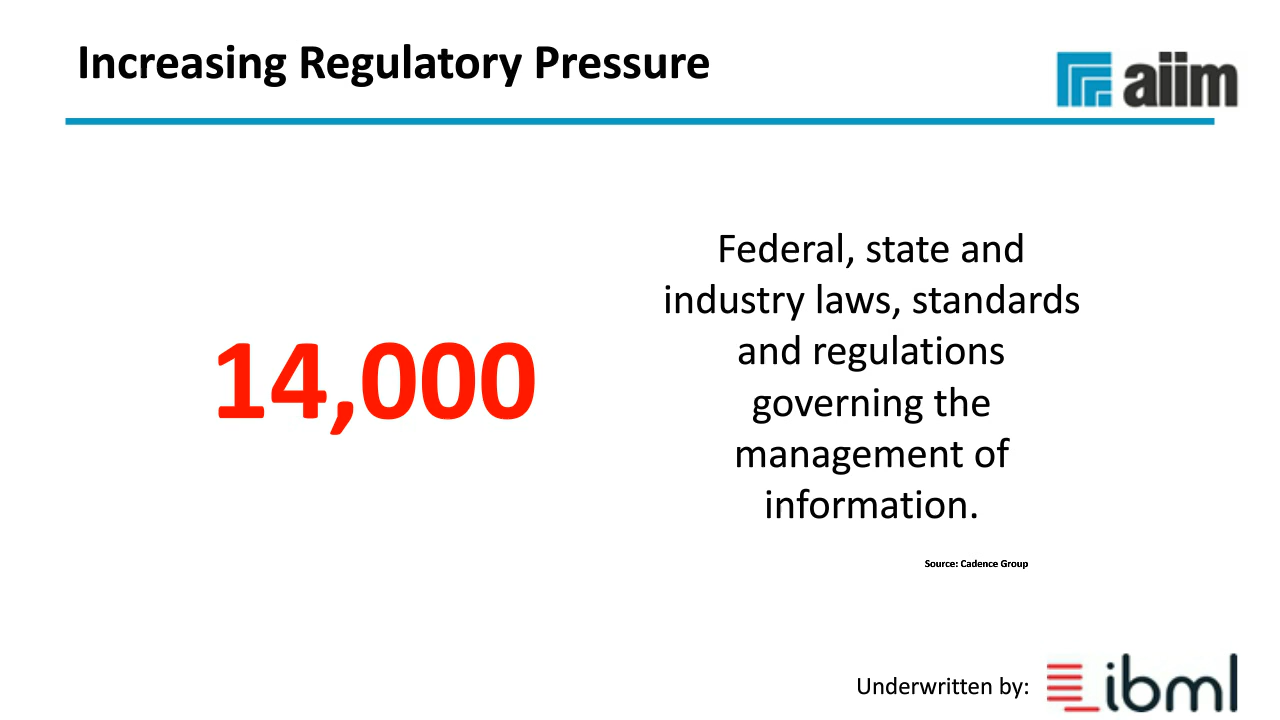 Increasing Regulatory Pressure
aiim
14,000
Federal, state and
industry laws, standards
and regulations
governing the
management of
information.
Source: Cadence Group
Underwritten by:
ibml